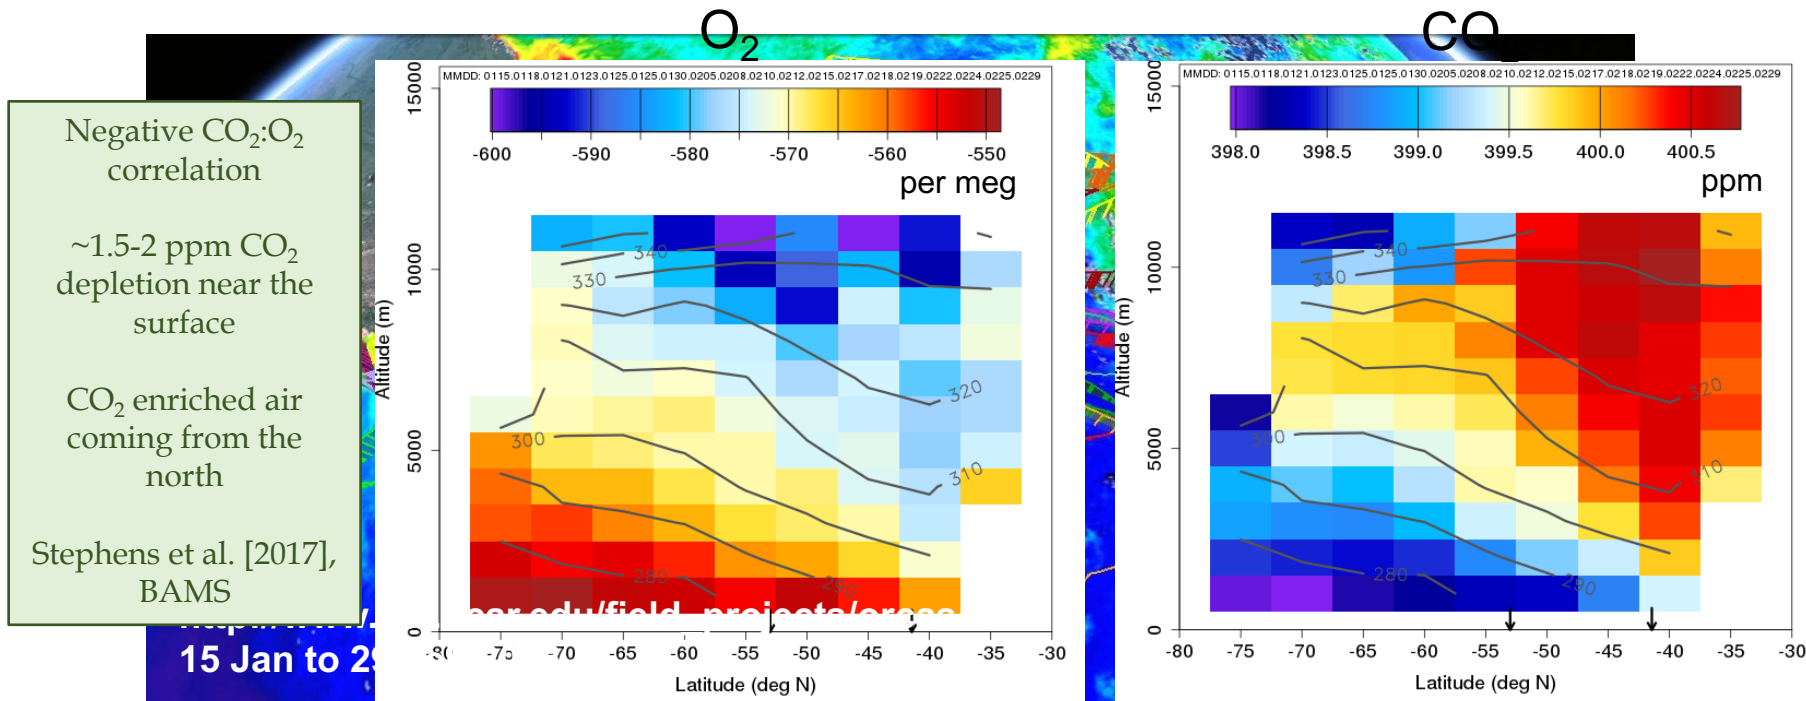 O2
CO
Negative CO2:O2
correlation
~1.5-2 ppm CO2
depletion near the
surface
CO2 enriched air
coming from the
north
Stephens et al. [2017],
BAMS
15 Jan to 29
MMDD: 0115.0118.0121.0123.0125.0125.0130.0205.0208.0210.0212.0215.0217.0218.0219.0222.0224.0225.0229
-600 -590 -580 -570 -560 -550
per meg
Altitude (m)
15000
10000
5000
0
340
330
320
310
300
290
280
-75 -70 -65 -60 -55 -50 -45 -40 -35 -30
Latitude (deg N)
MMDD: 0115.0118.0121.0123.0125.0125.0130.0205.0208.0210.0212.0215.0217.0218.0219.0222.0224.0225.0229
398.0 398.5 399.0 399.5 400.0 400.5
ppm
Altitude (m)
15000
10000
5000
0
340
330
320
310
300
290
280
-80 -75 -70 -65 -60 -55 -50 -45 -40 -35 -30
Latitude (deg N)